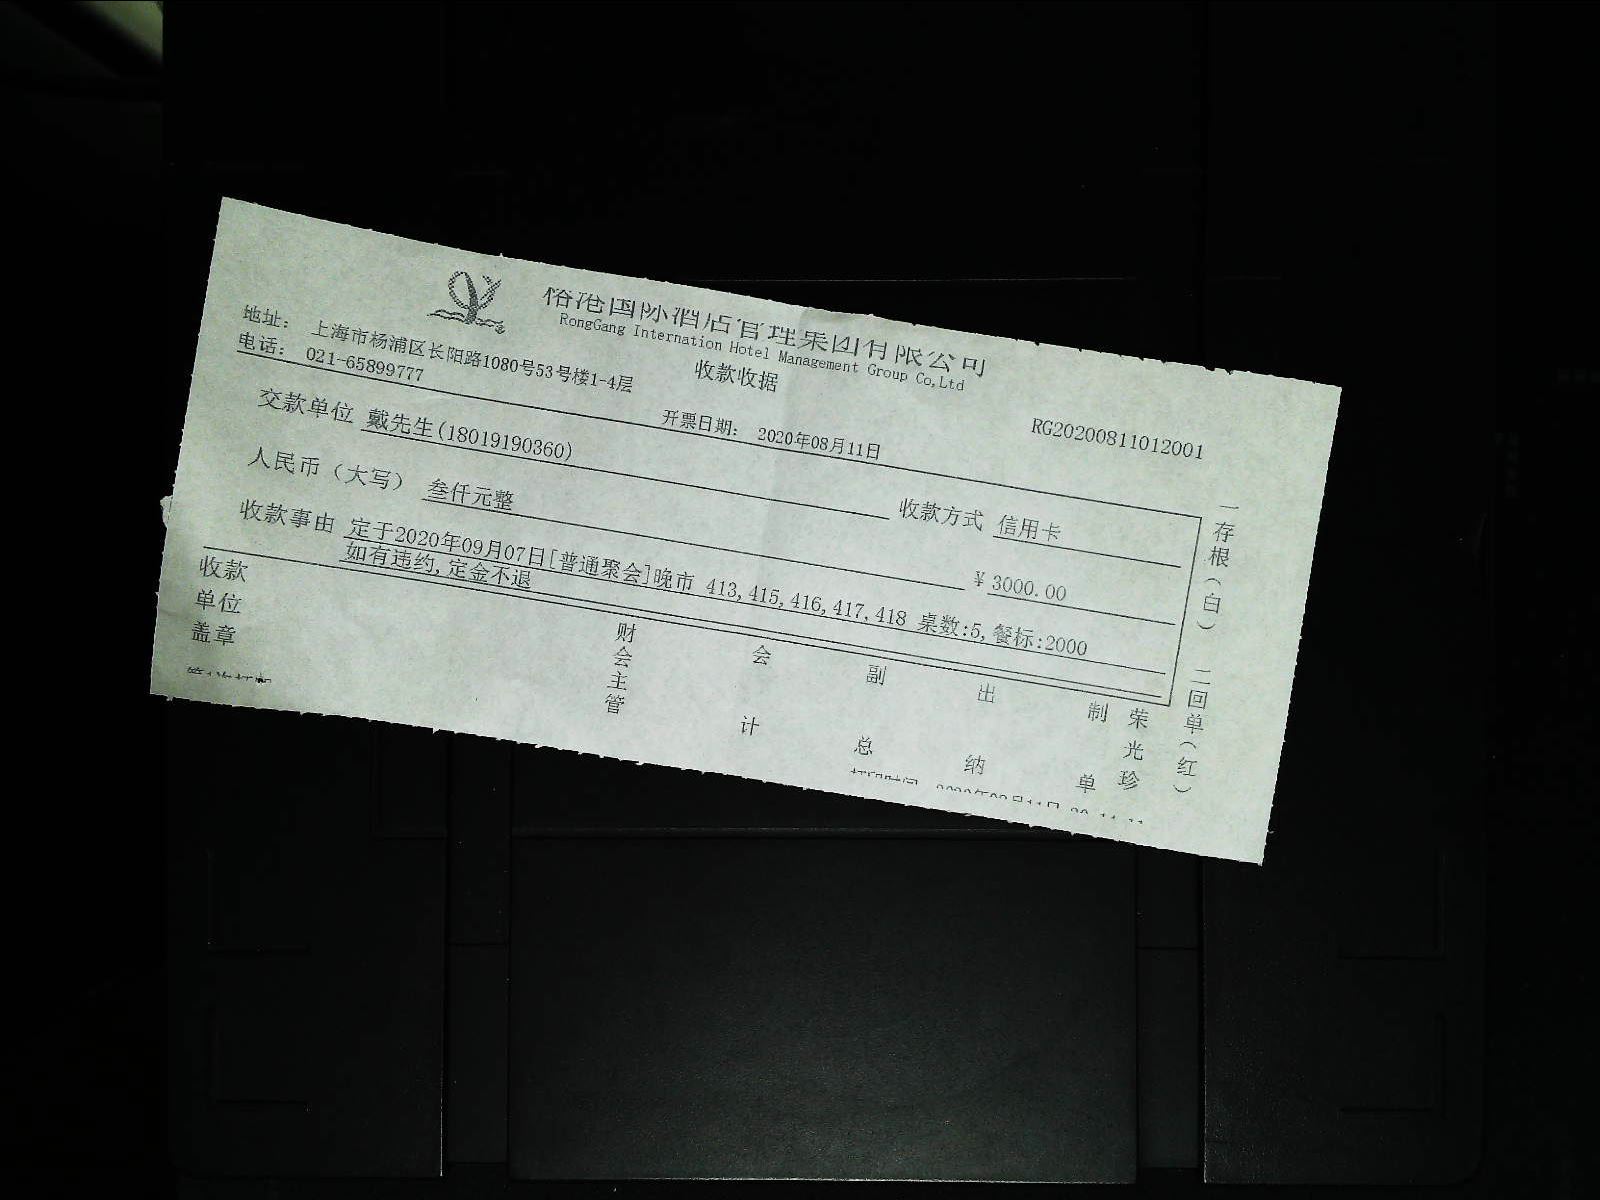 国际酒店管理集团有限公司
RongGang Internation Hotel Management Group Co,Ltd
收款收据
地址： 上海市杨浦区长阳路1080号53号楼1-4层
电话： 021-65899777
开票日期： 2020年08月11日
RG20200811012001
交款单位 戴先生(18019190360)
收款方式 信用卡
人民币（大写） 叁仟元整
¥ 3000.00
收款事由 定于2020年09月07日[普通聚会]晚市 413,415,416,417,418 桌数:5,餐标:2000
如有违约,定金不退
收款
单位
盖章
财会主管
会计
副总
出纳
制单
荣光珍
一存根（白）
二回单（红）